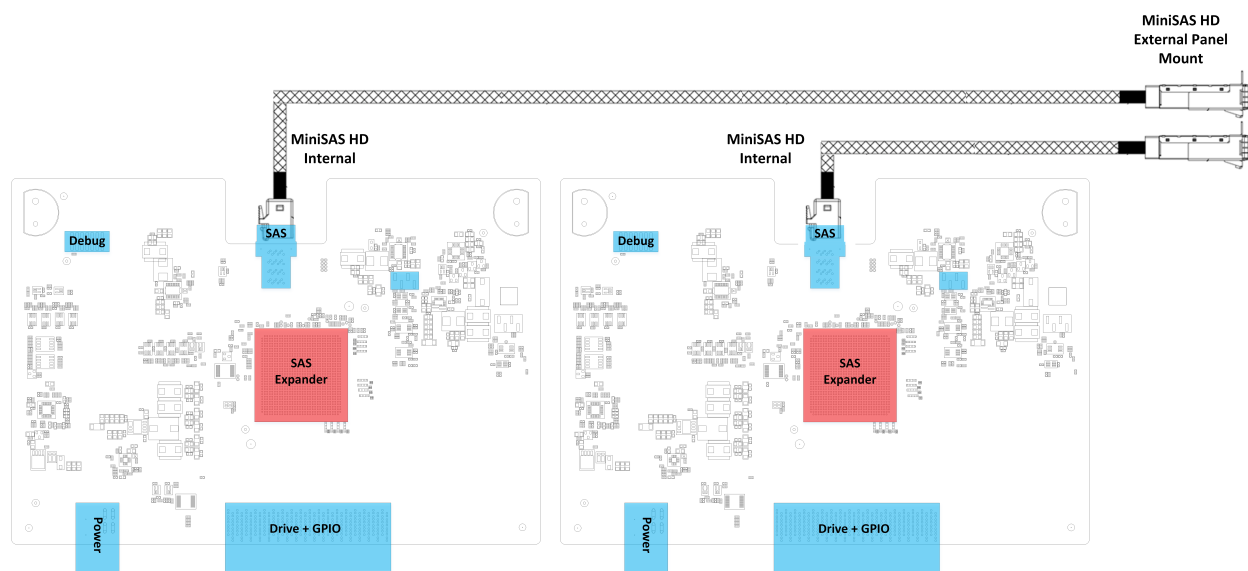 MiniSAS HD
External Panel
Mount
MiniSAS HD
Internal
MiniSAS HD
Internal
Debug
SAS
Debug
SAS
SAS
Expander
SAS
Expander
Power
Drive + GPIO
Power
Drive + GPIO